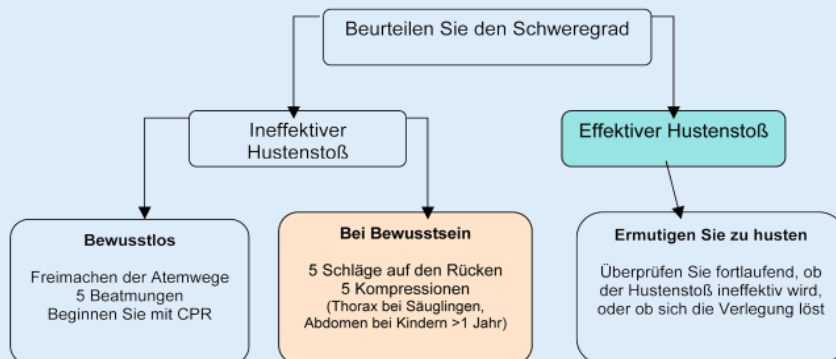 Beurteilen Sie den Schweregrad
Ineffektiver
Hustenstoß
Effektiver Hustenstoß
Bewusstlos
Freimachen der Atemwege
5 Beatmungen
Beginnen Sie mit CPR
Bei Bewusstsein
5 Schläge auf den Rücken
5 Kompressionen
(Thorax bei Säuglingen,
Abdomen bei Kindern >1 Jahr)
Ermutigen Sie zu husten
Überprüfen Sie fortlaufend, ob
der Hustenstoß ineffektiv wird,
oder ob sich die Verlegung löst